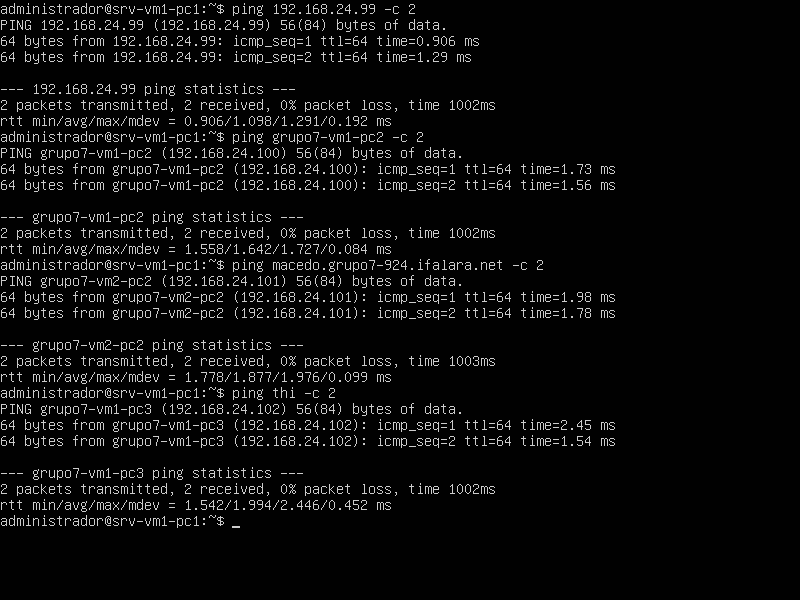 administrador@srv-vm1-pc1:~$ ping 192.168.24.99 -c 2
PING 192.168.24.99 (192.168.24.99) 56(84) bytes of data.
64 bytes from 192.168.24.99: icmp_seq=1 ttl=64 time=0.906 ms
64 bytes from 192.168.24.99: icmp_seq=2 ttl=64 time=1.29 ms

--- 192.168.24.99 ping statistics ---
2 packets transmitted, 2 received, 0% packet loss, time 1002ms
rtt min/avg/max/mdev = 0.906/1.098/1.291/0.192 ms
administrador@srv-vm1-pc1:~$ ping grupo7-vm1-pc2 -c 2
PING grupo7-vm1-pc2 (192.168.24.100) 56(84) bytes of data.
64 bytes from grupo7-vm1-pc2 (192.168.24.100): icmp_seq=1 ttl=64 time=1.73 ms
64 bytes from grupo7-vm1-pc2 (192.168.24.100): icmp_seq=2 ttl=64 time=1.56 ms

--- grupo7-vm1-pc2 ping statistics ---
2 packets transmitted, 2 received, 0% packet loss, time 1002ms
rtt min/avg/max/mdev = 1.558/1.642/1.727/0.084 ms
administrador@srv-vm1-pc1:~$ ping macedo.grupo7-924.ifalara.net -c 2
PING grupo7-vm2-pc2 (192.168.24.101) 56(84) bytes of data.
64 bytes from grupo7-vm2-pc2 (192.168.24.101): icmp_seq=1 ttl=64 time=1.98 ms
64 bytes from grupo7-vm2-pc2 (192.168.24.101): icmp_seq=2 ttl=64 time=1.78 ms

--- grupo7-vm2-pc2 ping statistics ---
2 packets transmitted, 2 received, 0% packet loss, time 1003ms
rtt min/avg/max/mdev = 1.778/1.877/1.976/0.099 ms
administrador@srv-vm1-pc1:~$ ping thi -c 2
PING grupo7-vm1-pc3 (192.168.24.102) 56(84) bytes of data.
64 bytes from grupo7-vm1-pc3 (192.168.24.102): icmp_seq=1 ttl=64 time=2.45 ms
64 bytes from grupo7-vm1-pc3 (192.168.24.102): icmp_seq=2 ttl=64 time=1.54 ms

--- grupo7-vm1-pc3 ping statistics ---
2 packets transmitted, 2 received, 0% packet loss, time 1002ms
rtt min/avg/max/mdev = 1.542/1.994/2.446/0.452 ms
administrador@srv-vm1-pc1:~$ _